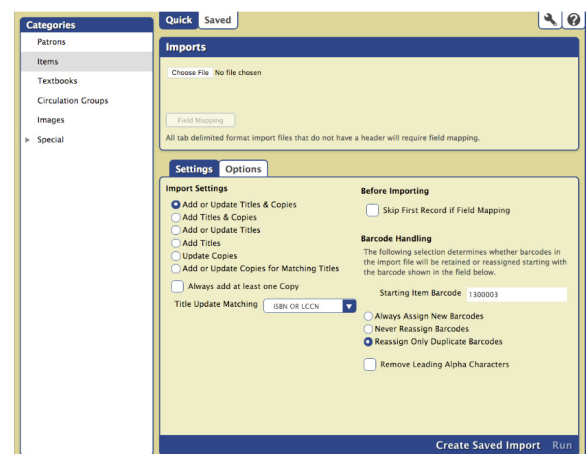 Categories
Patrons
Items
Textbooks
Circulation Groups
Images
Special
Quick Saved
Imports
Choose File No file chosen
Field Mapping
All tab delimited format import files that do not have a header will require field mapping.
Settings Options
Import Settings
Add or Update Titles & Copies
Add Titles & Copies
Add or Update Titles
Add Titles
Update Copies
Add or Update Copies for Matching Titles
Always add at least one Copy
Title Update Matching ISBN OR LCCN
Before Importing
Skip First Record if Field Mapping
Barcode Handling
The following selection determines whether barcodes in
the import file will be retained or reassigned starting with
the barcode shown in the field below.
Starting Item Barcode 1300003
Always Assign New Barcodes
Never Reassign Barcodes
Reassign Only Duplicate Barcodes
Remove Leading Alpha Characters
Create Saved Import Run